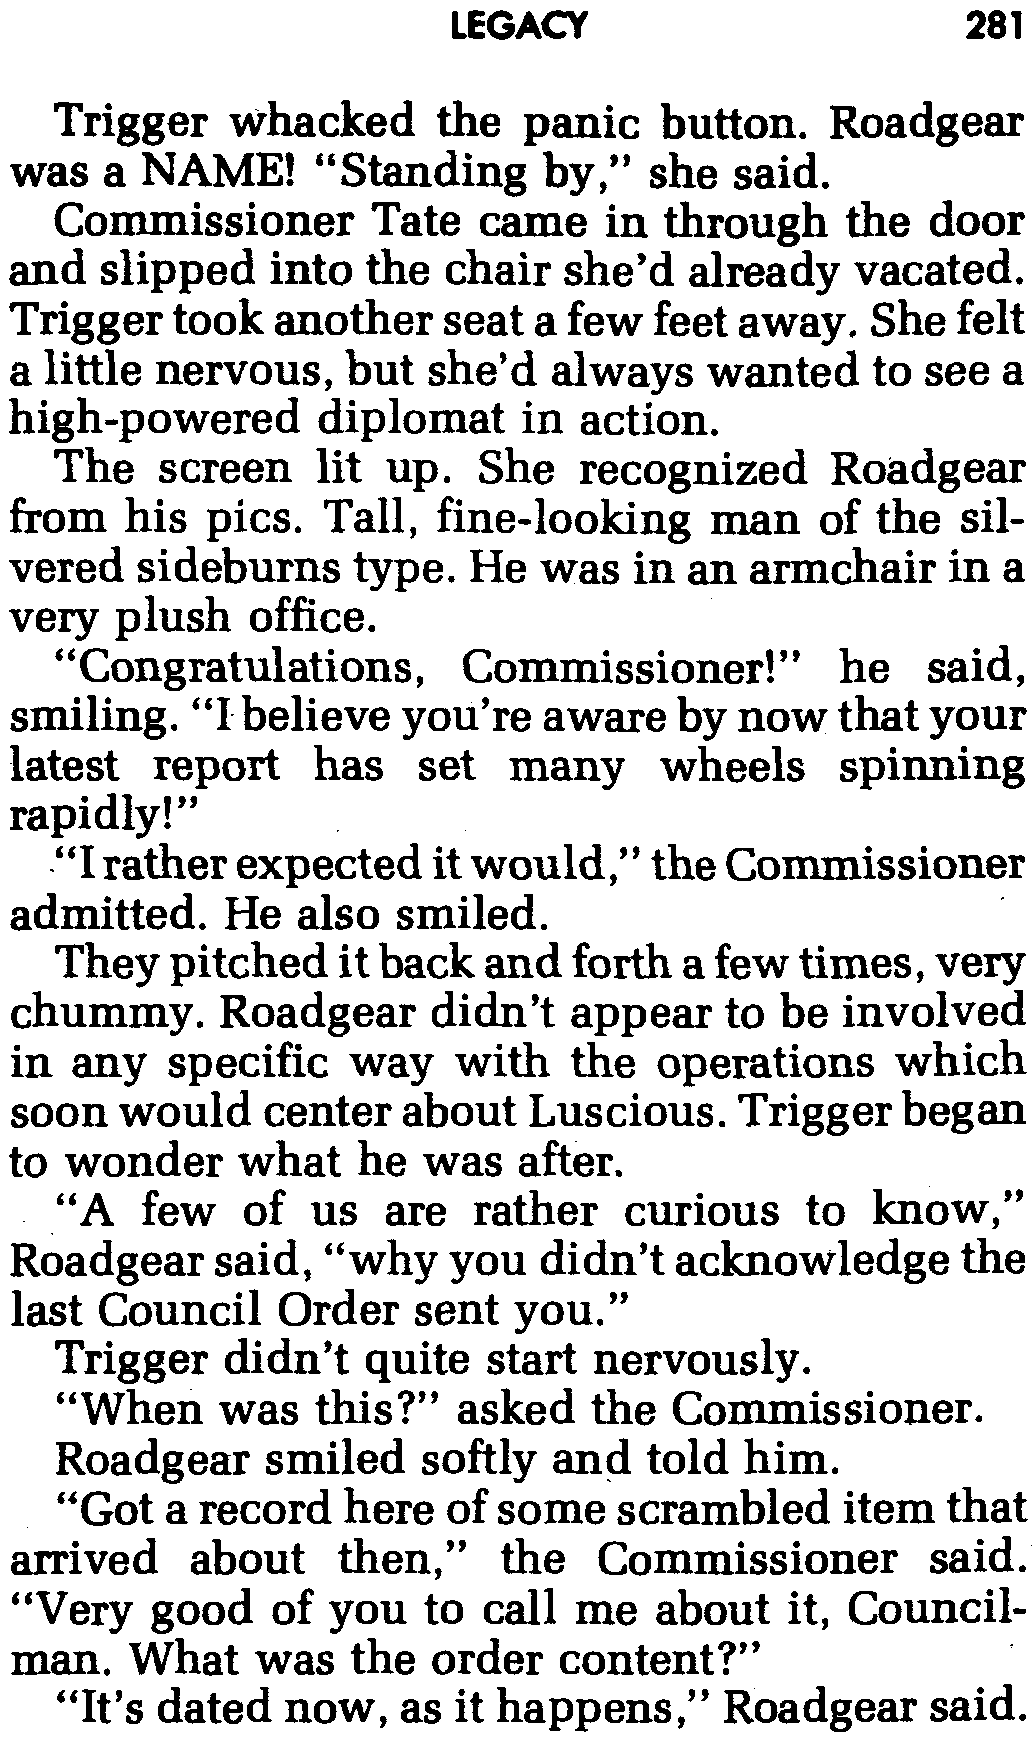 LEGACY 281
Trigger whacked the panic button. Roadgear
was a NAME! “Standing by,” she said.
Commissioner Tate came in through the door
and slipped into the chair she’d already vacated.
Trigger took another seat a few feet away. She felt
a little nervous, but she’d always wanted to see a
high-powered diplomat in action.
The screen lit up. She recognized Roadgear
from his pics. Tall, fine-looking man of the sil-
vered sideburns type. He was in an armchair in a
very plush office.
“Congratulations, Commissioner!” he said,
smiling. “I believe you’re aware by now that your
latest report has set many wheels spinning
rapidly!”
“I rather expected it would,” the Commissioner
admitted. He also smiled.
They pitched it back and forth a few times, very
chummy. Roadgear didn’t appear to be involved
in any specific way with the operations which
soon would center about Luscious. Trigger began
to wonder what he was after.
“A few of us are rather curious to know,”
Roadgear said, “why you didn’t acknowledge the
last Council Order sent you.”
Trigger didn’t quite start nervously.
“When was this?” asked the Commissioner.
Roadgear smiled softly and told him.
“Got a record here of some scrambled item that
arrived about then,” the Commissioner said.
“Very good of you to call me about it, Council-
man. What was the order content?”
“It’s dated now, as it happens,” Roadgear said.